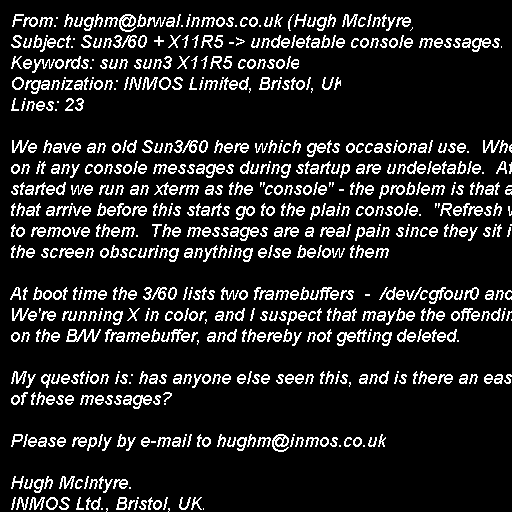 From: hughm@brwal.inmos.co.uk (Hugh McIntyre
Subject: Sun3/60 + X11R5 -> undeletable console messages.
Keywords: sun sun3 X11R5 console
Organization: INMOS Limited, Bristol, UK
Lines: 23
We have an old Sun3/60 here which gets occasional use.
on it any console messages during startup are undeletable.
started we run an xterm as the "console" - the problem is that
that arrive before this starts go to the plain console. "Refresh
to remove them. The messages are a real pain since they sit
the screen obscuring anything else below them
At boot time the 3/60 lists two framebuffers - /dev/cgfour0 and
We're running X in color, and I suspect that maybe the
on the B/W framebuffer, and thereby not getting deleted.
My question is: has anyone else seen this, and is there an
of these messages?
Please reply by e-mail to hughm@inmos.co.uk
Hugh McIntyre.
INMOS Ltd., Bristol, UK.